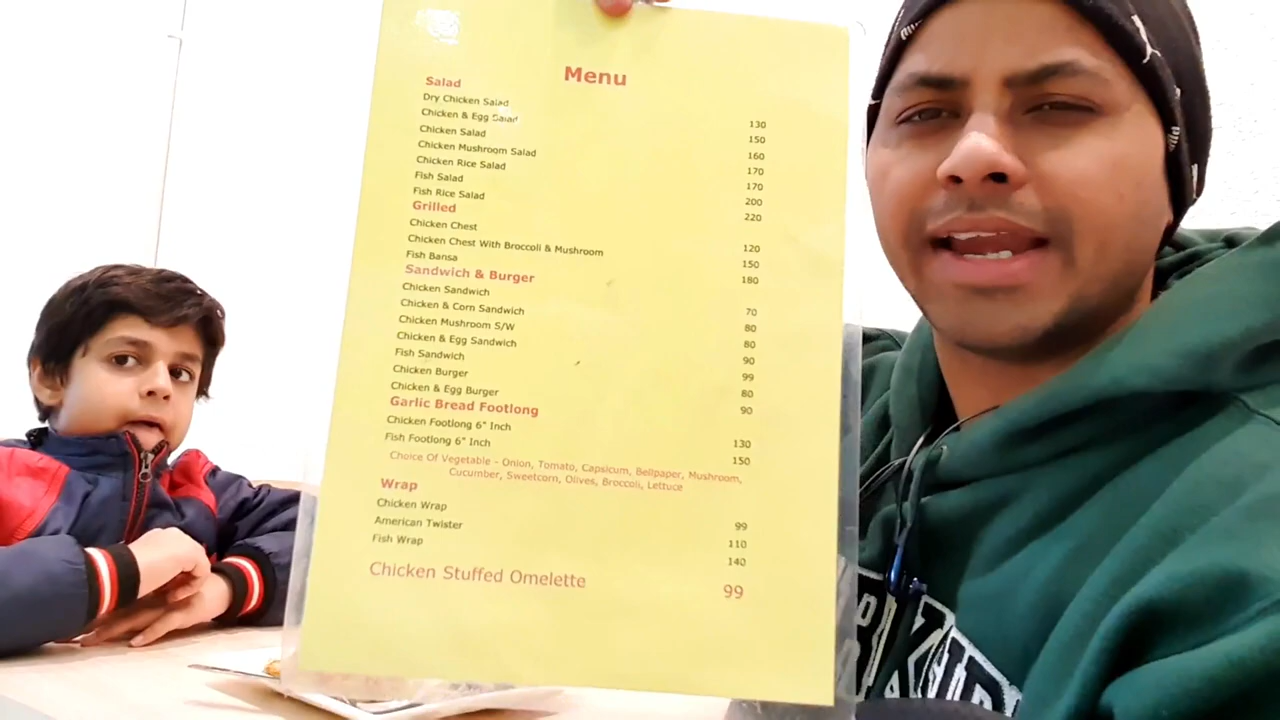 Menu
Salad
Dry Chicken Salad 130
Chicken & Egg Salad 150
Chicken Salad 160
Chicken Mushroom Salad 170
Chicken Rice Salad 170
Fish Salad 200
Fish Rice Salad 220
Grilled
Chicken Chest 120
Chicken Chest With Broccoli & Mushroom 150
Fish Bansa 180
Sandwich & Burger
Chicken Sandwich 70
Chicken & Corn Sandwich 80
Chicken Mushroom S/W 80
Chicken & Egg Sandwich 90
Fish Sandwich 99
Chicken Burger 80
Chicken & Egg Burger 90
Garlic Bread Footlong
Chicken Footlong 6" Inch 130
Fish Footlong 6" Inch 150
Choice Of Vegetable - Onion, Tomato, Capsicum, Bellpaper, Mushroom,
Cucumber, Sweetcorn, Olives, Broccoli, Lettuce
Wrap
Chicken Wrap 99
American Twister 110
Fish Wrap 140
Chicken Stuffed Omelette 99